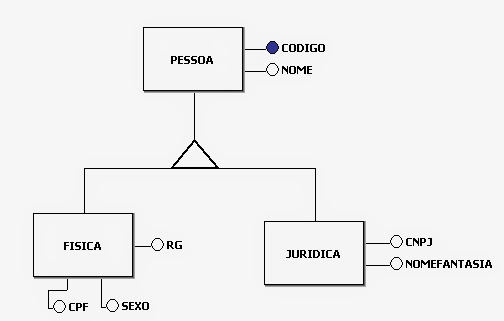 PESSOA
CODIGO
NOME
FISICA
RG
CPF
SEXO
JURIDICA
CNPJ
NOMEFANTASIA